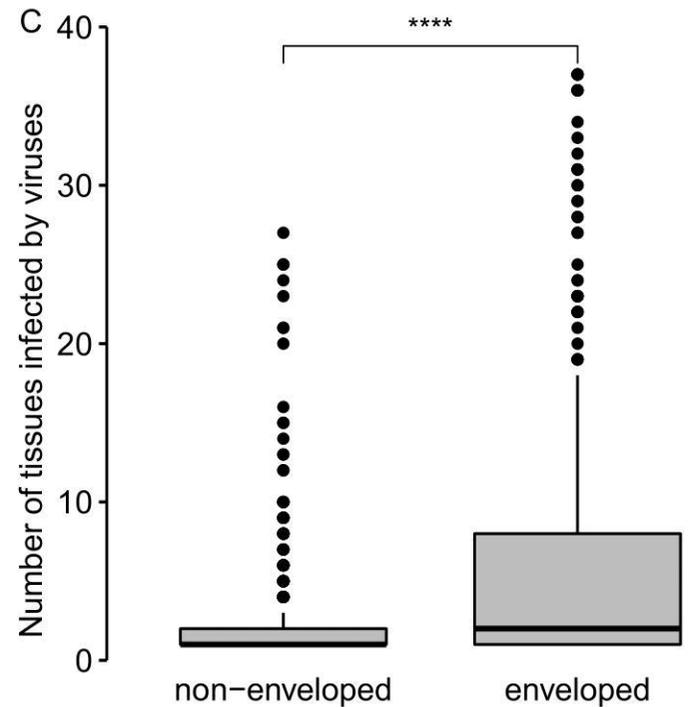 C
****
Number of tissues infected by viruses
40
30
20
10
0
non−enveloped
enveloped